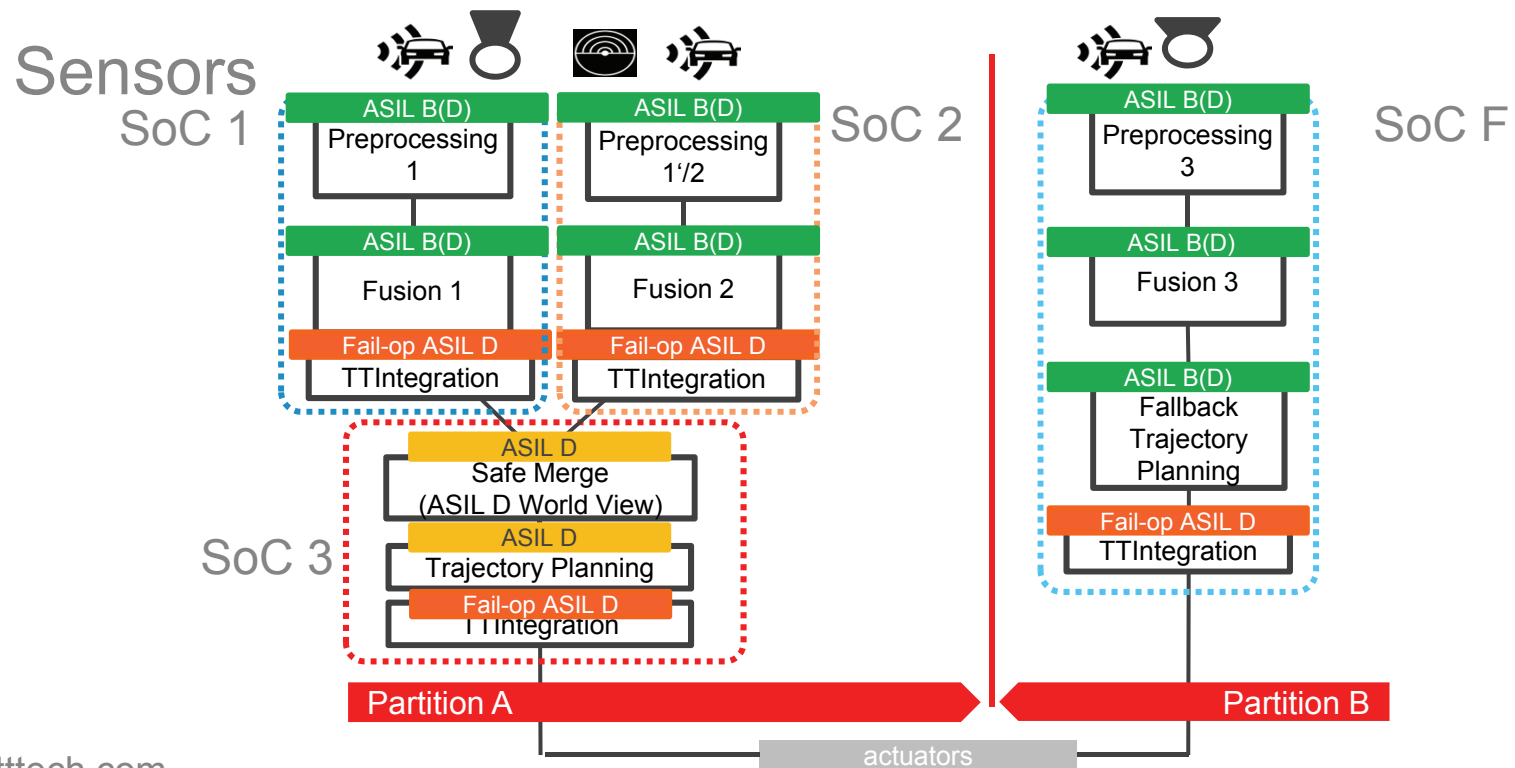 Sensors
SoC 1
ASIL B(D)
Preprocessing
1
ASIL B(D)
Fusion 1
Fail-op ASIL D
TTIntegration
ASIL B(D)
Preprocessing
1‘/2
SoC 2
ASIL B(D)
Fusion 2
Fail-op ASIL D
TTIntegration
SoC 3
ASIL D
Safe Merge
(ASIL D World View)
ASIL D
Trajectory Planning
Fail-op ASIL D
TTIntegration
Partition A
SoC F
ASIL B(D)
Preprocessing
3
ASIL B(D)
Fusion 3
ASIL B(D)
Fallback
Trajectory
Planning
Fail-op ASIL D
TTIntegration
Partition B
actuators